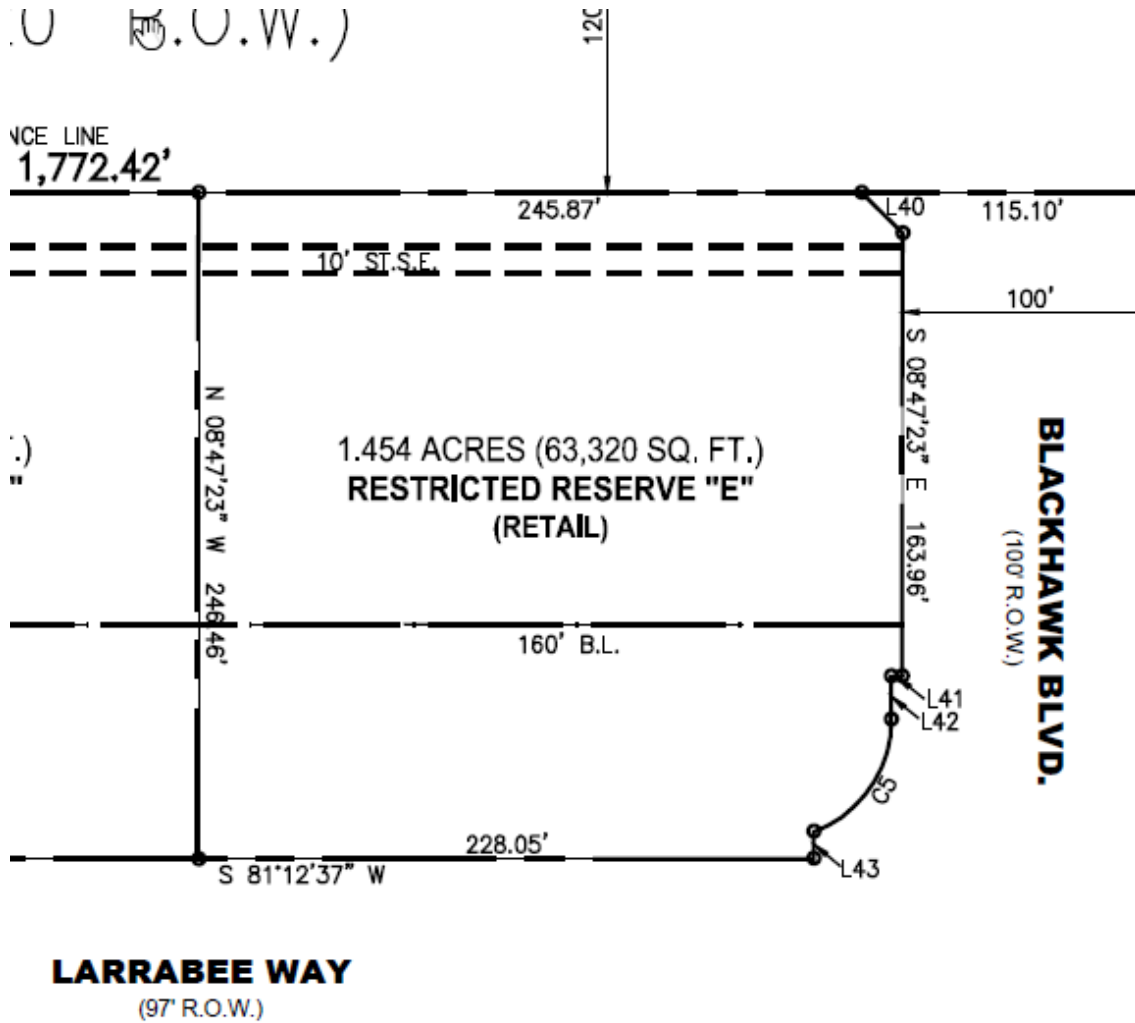 R.O.W.)
120
NCE LINE
1,772.42'
245.87'
L40
115.10'
10' ST.S.E.
100'
S 08°47'23" E 163.96'
N 08°47'23" W 246.46'
.)
"
1.454 ACRES (63,320 SQ. FT.)
RESTRICTED RESERVE "E"
(RETAIL)
BLACKHAWK BLVD.
(100' R.O.W.)
160' B.L.
L41
L42
C5
228.05'
L43
S 81°12'37" W
LARRABEE WAY
(97' R.O.W.)